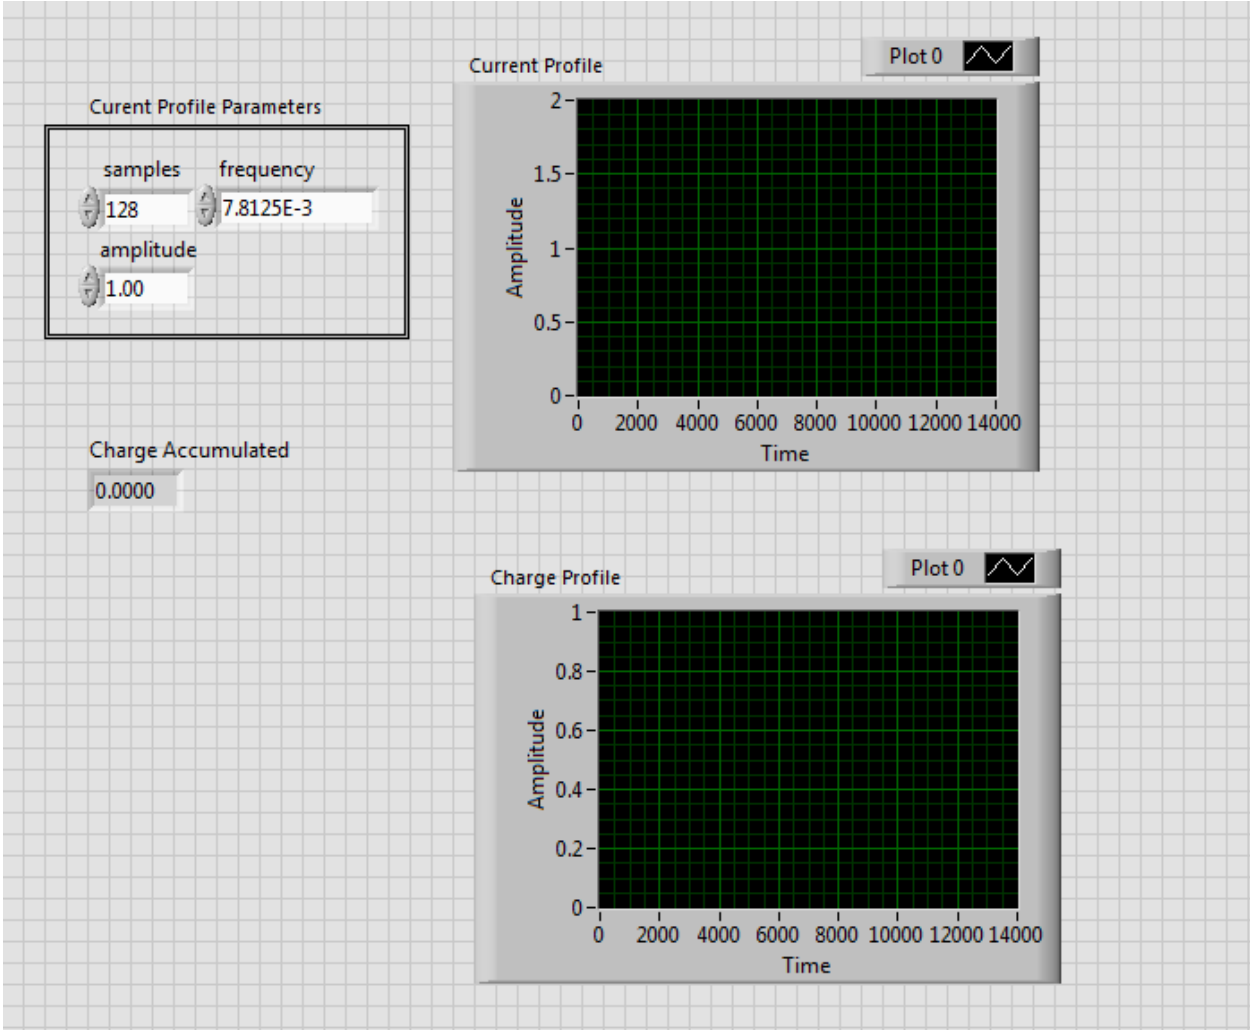 Curent Profile Parameters
samples
128
frequency
7.8125E-3
amplitude
1.00
Charge Accumulated
0.0000
Current Profile
Plot 0
Amplitude
2
1.5
1
0.5
0
0 2000 4000 6000 8000 10000 12000 14000
Time
Charge Profile
Plot 0
Amplitude
1
0.8
0.6
0.4
0.2
0
0 2000 4000 6000 8000 10000 12000 14000
Time